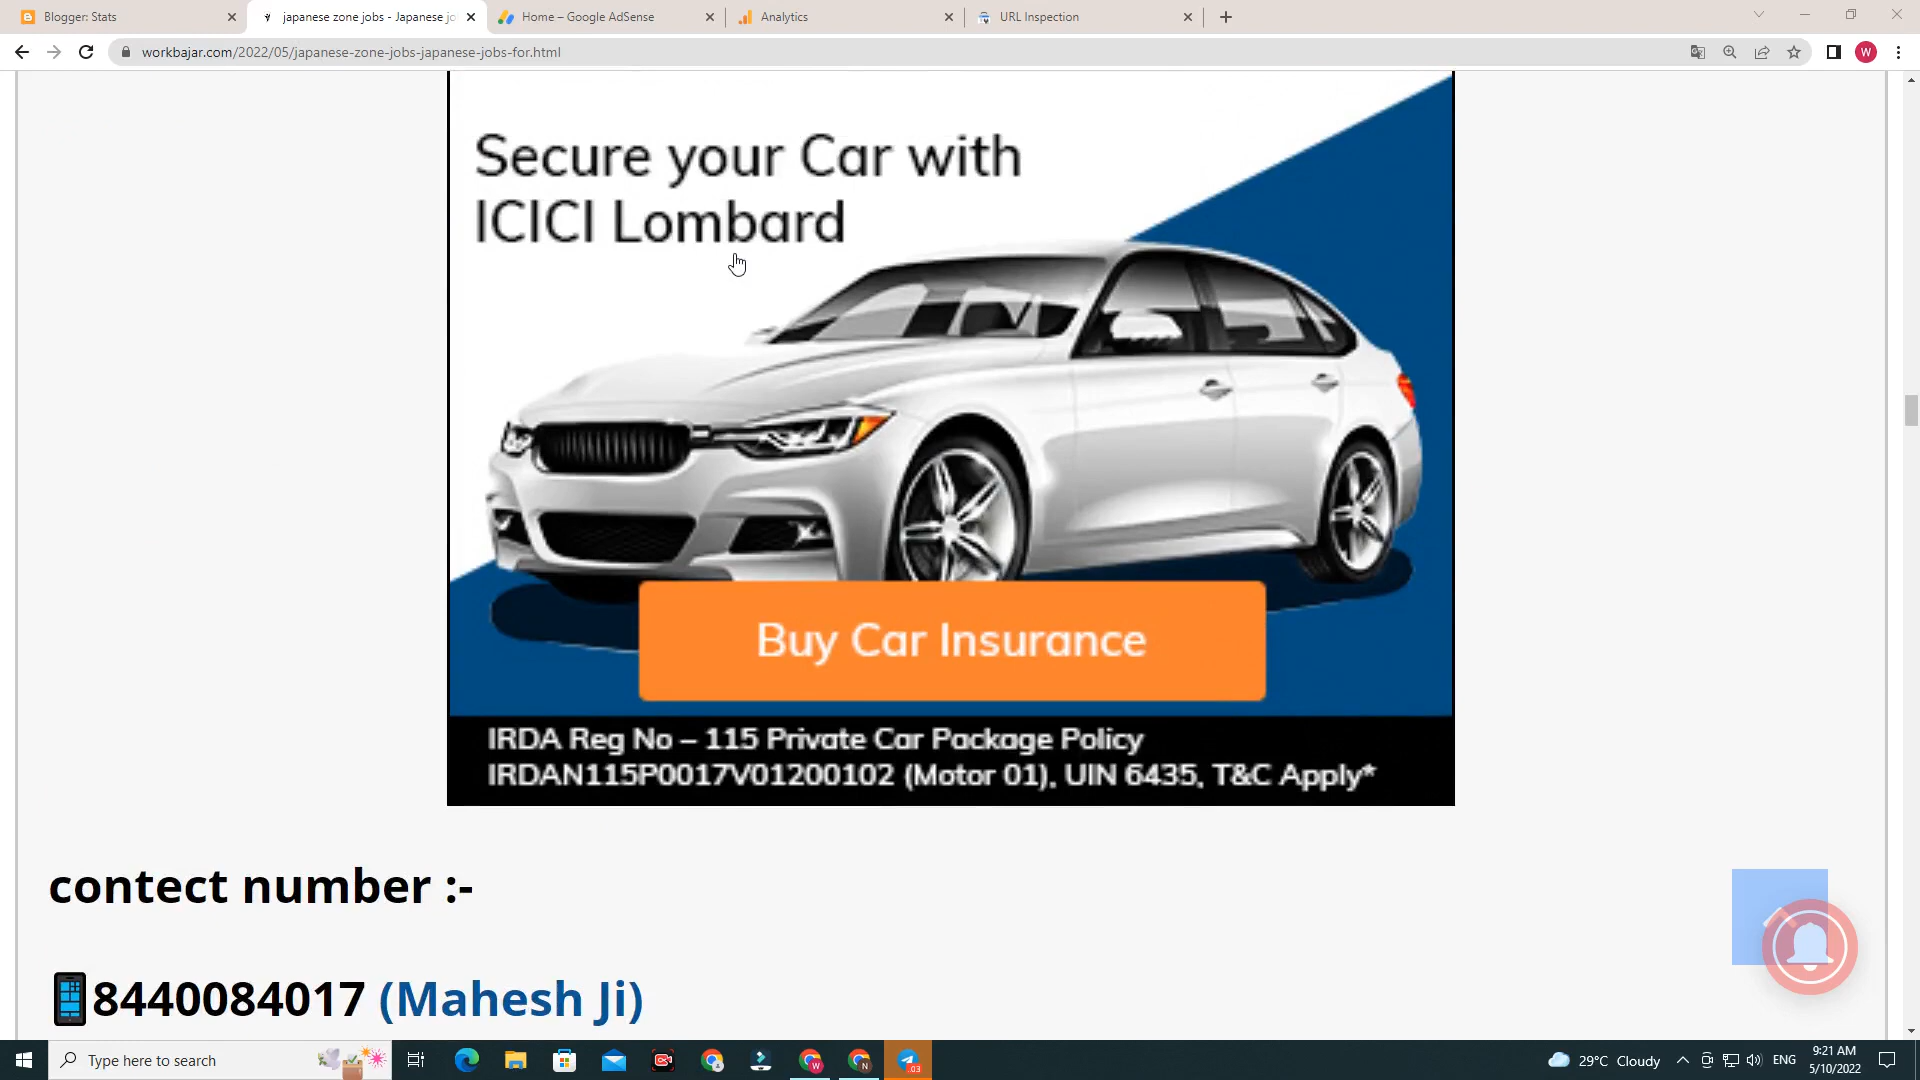 Blogger: Stats
japanese zone jobs - Japanese jo
Home – Google AdSense
Analytics
URL Inspection
workbajar.com/2022/05/japanese-zone-jobs-japanese-jobs-for.html
W
Secure your Car with
ICICI Lombard
Buy Car Insurance
IRDA Reg No – 115 Private Car Package Policy
IRDAN115P0017V01200102 (Motor 01), UIN 6435, T&C Apply*
contect number :-
8440084017 (Mahesh Ji)
Type here to search
W
N
.03
29°C Cloudy
ENG
9:21 AM
5/10/2022